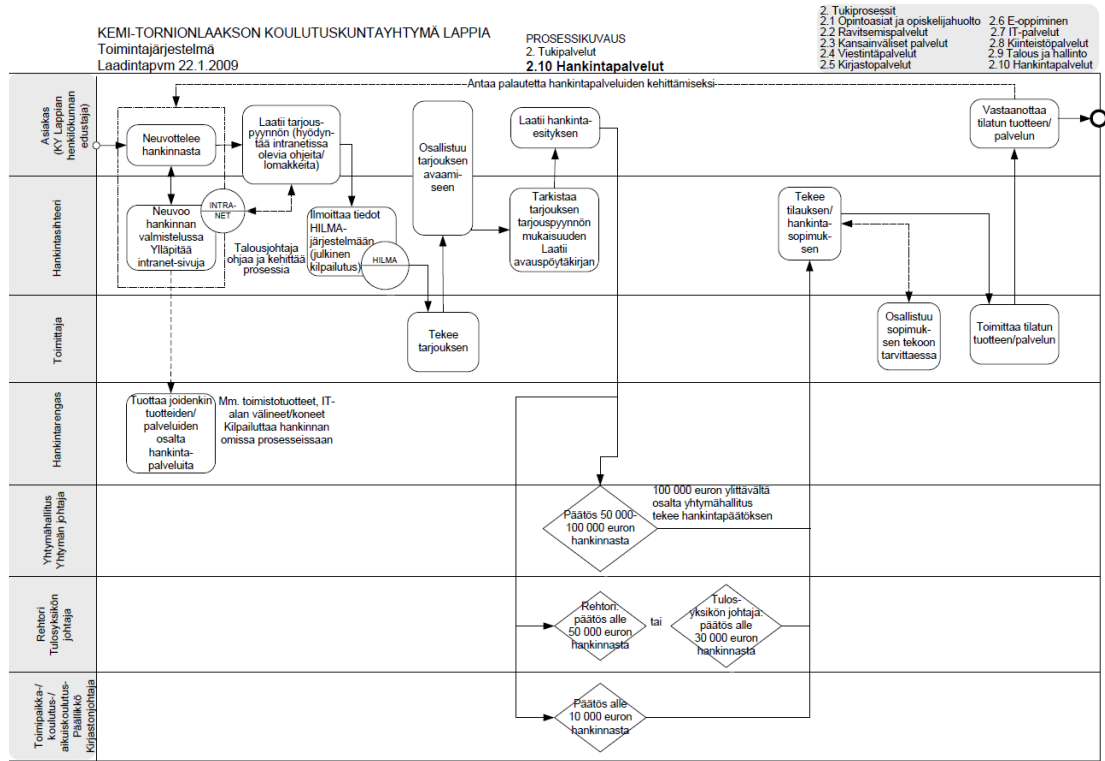 KEMI-TORNIONLAAKSON KOULUTUSKUNTAYHTYMÄ LAPPIA
Toimintajärjestelmä
Laadintapvm 22.1.2009
PROSESSIKUVAUS
2. Tukipalvelut
2.10 Hankintapalvelut
2. Tukiprosessit
2.1 Opintoasiat ja opiskelijahuolto
2.2 Ravitsemispalvelut
2.3 Kansainväliset palvelut
2.4 Viestintäpalvelut
2.5 Kirjastopalvelut
2.6 E-oppiminen
2.7 IT-palvelut
2.8 Kiinteistöpalvelut
2.9 Talous ja hallinto
2.10 Hankintapalvelut
Asiakas
(KY Lappian
henkilökunnan
edustaja)
Antaa palautetta hankintapalveluiden kehittämiseksi
Neuvottelee
hankinnasta
Laatii tarjous-
pyynnön (hyödyn-
tää intranetissa
olevia ohjeita/
lomakkeita)
Osallistuu
tarjouksen
avaami-
seen
Laatii hankinta-
esityksen
Vastaanottaa
tilatun tuotteen/
palvelun
Hankintasihteeri
Neuvoo
hankinnan
valmistelussa
Ylläpitää
intranet-sivuja
INTRA-
NET
Talousjohtaja
ohjaa ja kehittää
prosessia
Ilmoittaa tiedot
HILMA-
järjestelmään
(julkinen
kilpailutus)
HILMA
Tarkistaa
tarjouksen
tarjouspyynnön
mukaisuuden
Laatii
avauspöytäkirjan
Tekee
tilauksen/
hankinta-
sopimuk-
sen
Toimittaja
Tekee
tarjouksen
Osallistuu
sopimuk-
sen tekoon
tarvittaessa
Toimittaa tilatun
tuotteen/palvelun
Hankintarengas
Tuottaa joidenkin
tuotteiden/
palveluiden
osalta
hankinta-
palveluita
Mm. toimistotuotteet, IT-
alan välineet/koneet
Kilpailuttaa hankinnan
omissa prosesseissaan
Yhtymähallitus
Yhtymän johtaja
Päätös 50 000-
100 000 euron
hankinnasta
100 000 euron ylittävältä
osalta yhtymähallitus
tekee hankintapäätöksen
Rehtori
Tulosyksikön
johtaja
Rehtori:
päätös alle
50 000 euron
hankinnasta
tai
Tulos-
yksikön johtaja:
päätös alle
30 000 euron
hankinnasta
Toimipaikka-/
koulutus-/
aikuiskoulutus-
Päällikkö
Kirjastonjohtaja
Päätös alle
10 000 euron
hankinnasta